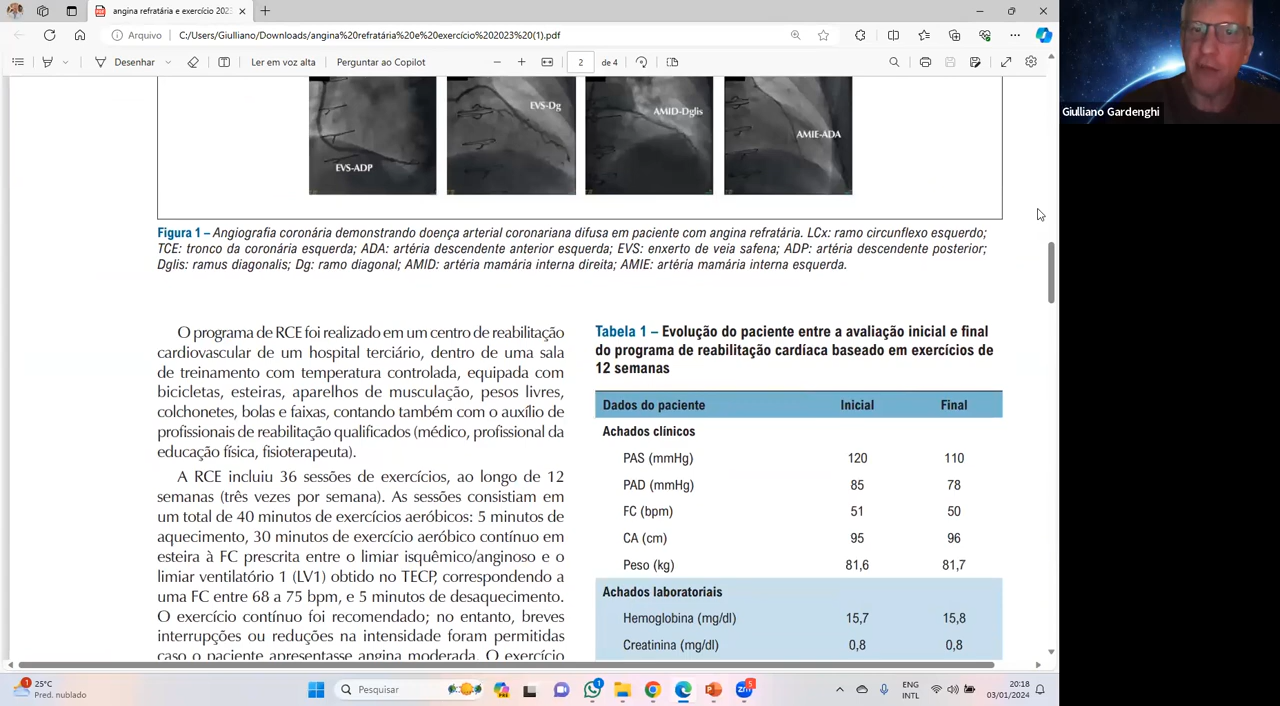 angina refratária e exercício 202
Arquivo
C:/Users/Giulliano/Downloads/angina%20refratária%20e%20exercício%202023%20(1).pdf
Desenhar
Ler em voz alta
Perguntar ao Copilot
2
de 4
Giulliano Gardenghi
EVS-ADP
EVS-Dg
AMID-Dglis
AMIE-ADA
Figura 1 – Angiografia coronária demonstrando doença arterial coronariana difusa em paciente com angina refratária. LCx: ramo circunflexo esquerdo;
TCE: tronco da coronária esquerda; ADA: artéria descendente anterior esquerda; EVS: enxerto de veia safena; ADP: artéria descendente posterior;
Dglis: ramus diagonalis; Dg: ramo diagonal; AMID: artéria mamária interna direita; AMIE: artéria mamária interna esquerda.
O programa de RCE foi realizado em um centro de reabilitação
cardiovascular de um hospital terciário, dentro de uma sala
de treinamento com temperatura controlada, equipada com
bicicletas, esteiras, aparelhos de musculação, pesos livres,
colchonetes, bolas e faixas, contando também com o auxílio de
profissionais de reabilitação qualificados (médico, profissional da
educação física, fisioterapeuta).
A RCE incluiu 36 sessões de exercícios, ao longo de 12
semanas (três vezes por semana). As sessões consistiam em
um total de 40 minutos de exercícios aeróbicos: 5 minutos de
aquecimento, 30 minutos de exercício aeróbico contínuo em
esteira à FC prescrita entre o limiar isquêmico/anginoso e o
limiar ventilatório 1 (LV1) obtido no TECP, correspondendo a
uma FC entre 68 a 75 bpm, e 5 minutos de desaquecimento.
O exercício contínuo foi recomendado; no entanto, breves
interrupções ou reduções na intensidade foram permitidas
caso o paciente apresentasse angina moderada. O exercício
Tabela 1 – Evolução do paciente entre a avaliação inicial e final
do programa de reabilitação cardíaca baseado em exercícios de
12 semanas
Dados do paciente Inicial Final
Achados clínicos
PAS (mmHg) 120 110
PAD (mmHg) 85 78
FC (bpm) 51 50
CA (cm) 95 96
Peso (kg) 81,6 81,7
Achados laboratoriais
Hemoglobina (mg/dl) 15,7 15,8
Creatinina (mg/dl) 0,8 0,8
1
25°C
Pred. nublado
Pesquisar
1
5
ENG
INTL
20:18
03/01/2024